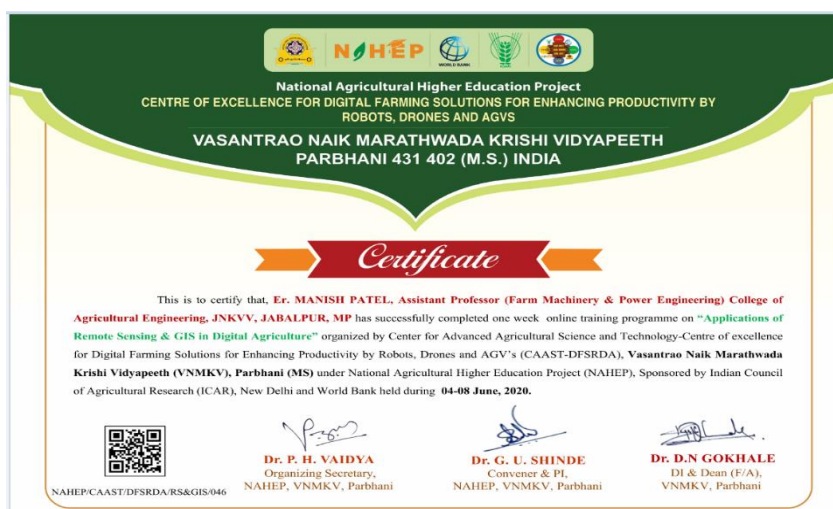 NAHEP
WORLD BANK
National Agricultural Higher Education Project
CENTRE OF EXCELLENCE FOR DIGITAL FARMING SOLUTIONS FOR ENHANCING PRODUCTIVITY BY
ROBOTS, DRONES AND AGVS
VASANTRAO NAIK MARATHWADA KRISHI VIDYAPEETH
PARBHANI 431 402 (M.S.) INDIA
Certificate
This is to certify that, Er. MANISH PATEL, Assistant Professor (Farm Machinery & Power Engineering) College of
Agricultural Engineering, JNKVV, JABALPUR, MP has successfully completed one week online training programme on "Applications of
Remote Sensing & GIS in Digital Agriculture" organized by Center for Advanced Agricultural Science and Technology-Centre of excellence
for Digital Farming Solutions for Enhancing Productivity by Robots, Drones and AGV's (CAAST-DFSRDA), Vasantrao Naik Marathwada
Krishi Vidyapeeth (VNMKV), Parbhani (MS) under National Agricultural Higher Education Project (NAHEP), Sponsored by Indian Council
of Agricultural Research (ICAR), New Delhi and World Bank held during 04-08 June, 2020.
NAHEP/CAAST/DFSRDA/RS&GIS/046
Dr. P. H. VAIDYA
Organizing Secretary,
NAHEP, VNMKV, Parbhani
Dr. G. U. SHINDE
Convener & PI,
NAHEP, VNMKV, Parbhani
Dr. D.N GOKHALE
DI & Dean (F/A),
VNMKV, Parbhani